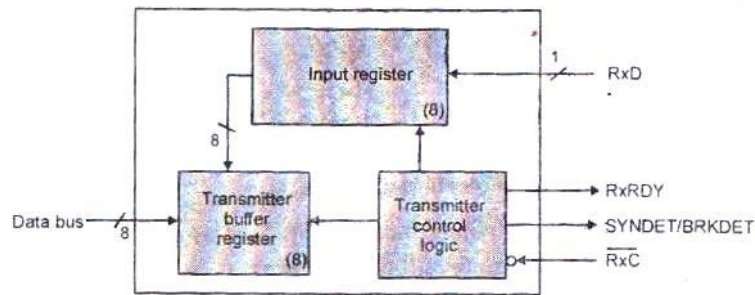 1
RxD
Input register
(8)
8
RxRDY
Data bus
8
Transmitter
buffer
register
(8)
Transmitter
control
logic
SYNDET/BRKDET
RxC